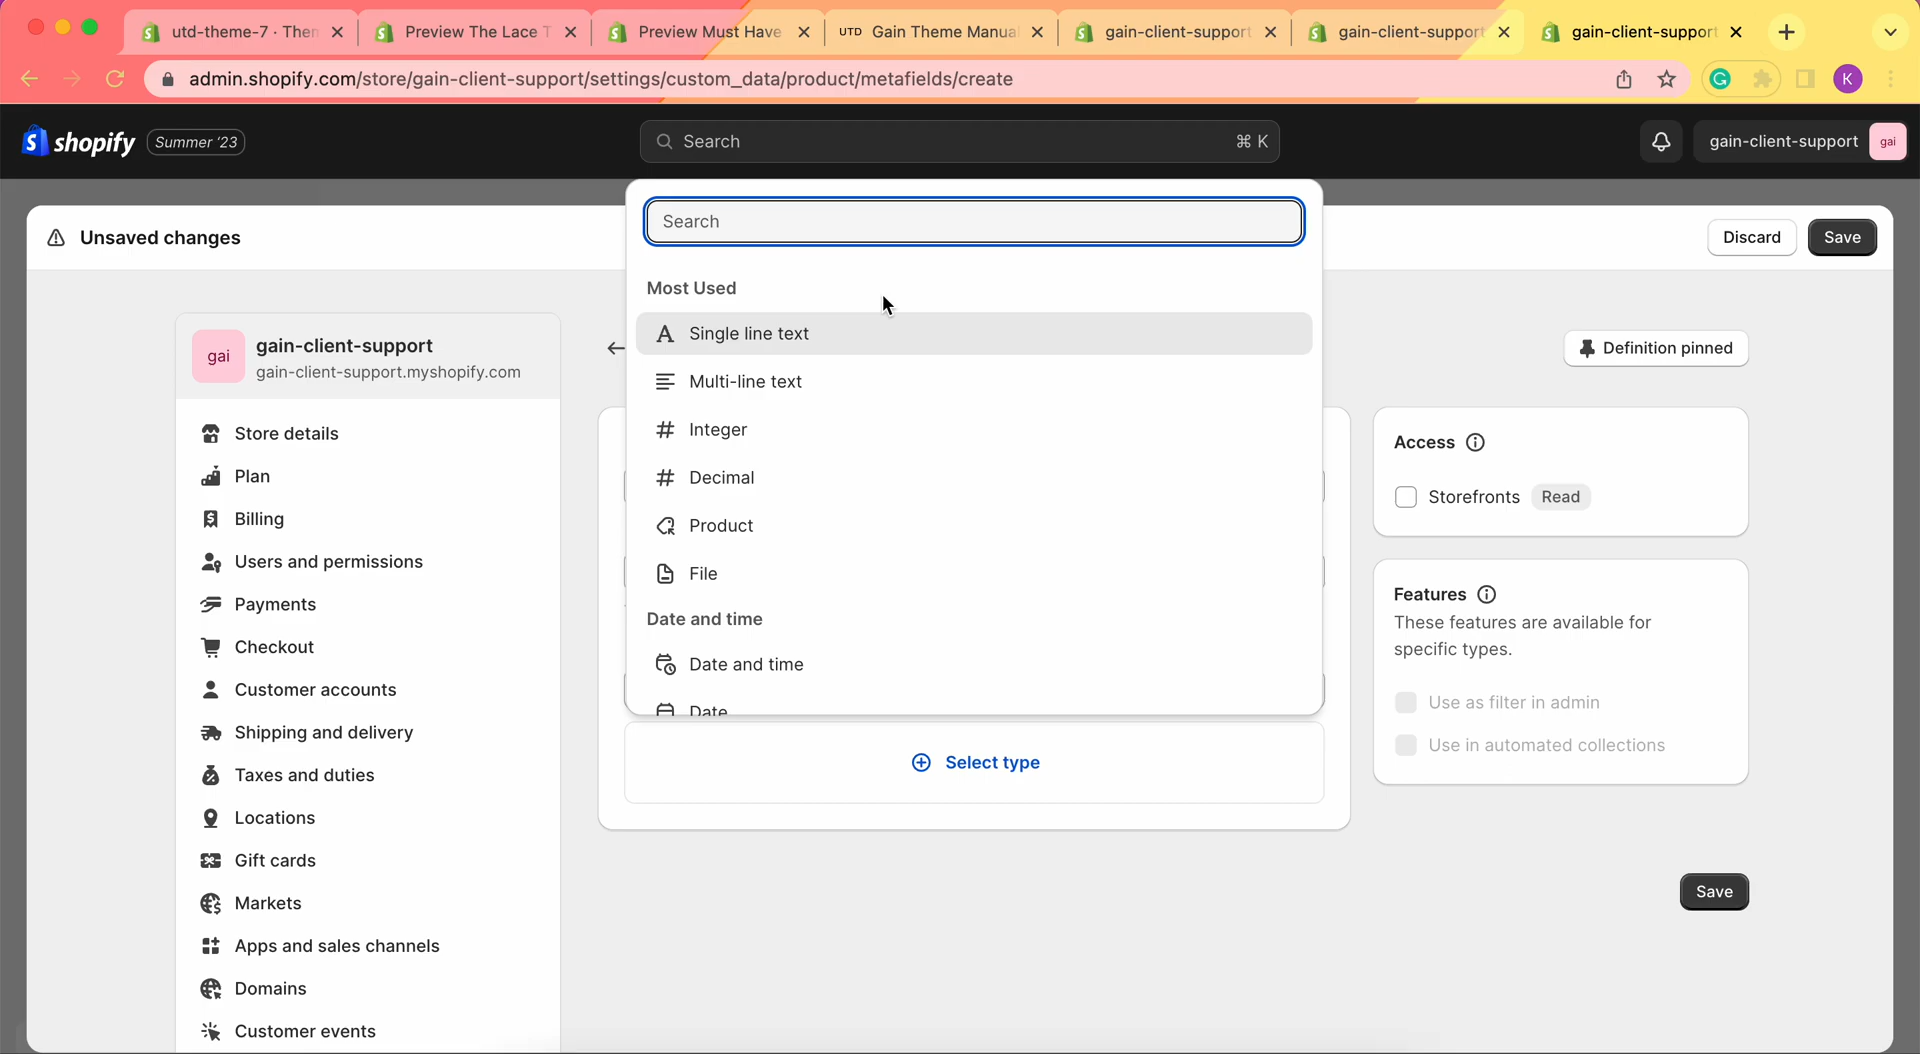 utd-theme-7 · Then
Preview The Lace T
Preview Must Have
UTD Gain Theme Manual
gain-client-support
gain-client-support
gain-client-support
admin.shopify.com/store/gain-client-support/settings/custom_data/product/metafields/create
K
shopify
Summer '23
Search
⌘ K
gain-client-support
gai
Unsaved changes
Discard
Save
gai
gain-client-support
gain-client-support.myshopify.com
Store details
Plan
Billing
Users and permissions
Payments
Checkout
Customer accounts
Shipping and delivery
Taxes and duties
Locations
Gift cards
Markets
Apps and sales channels
Domains
Customer events
Search
Most Used
Single line text
Multi-line text
Integer
Decimal
Product
File
Date and time
Date and time
Date
Select type
Definition pinned
Access
Storefronts Read
Features
These features are available for
specific types.
Use as filter in admin
Use in automated collections
Save